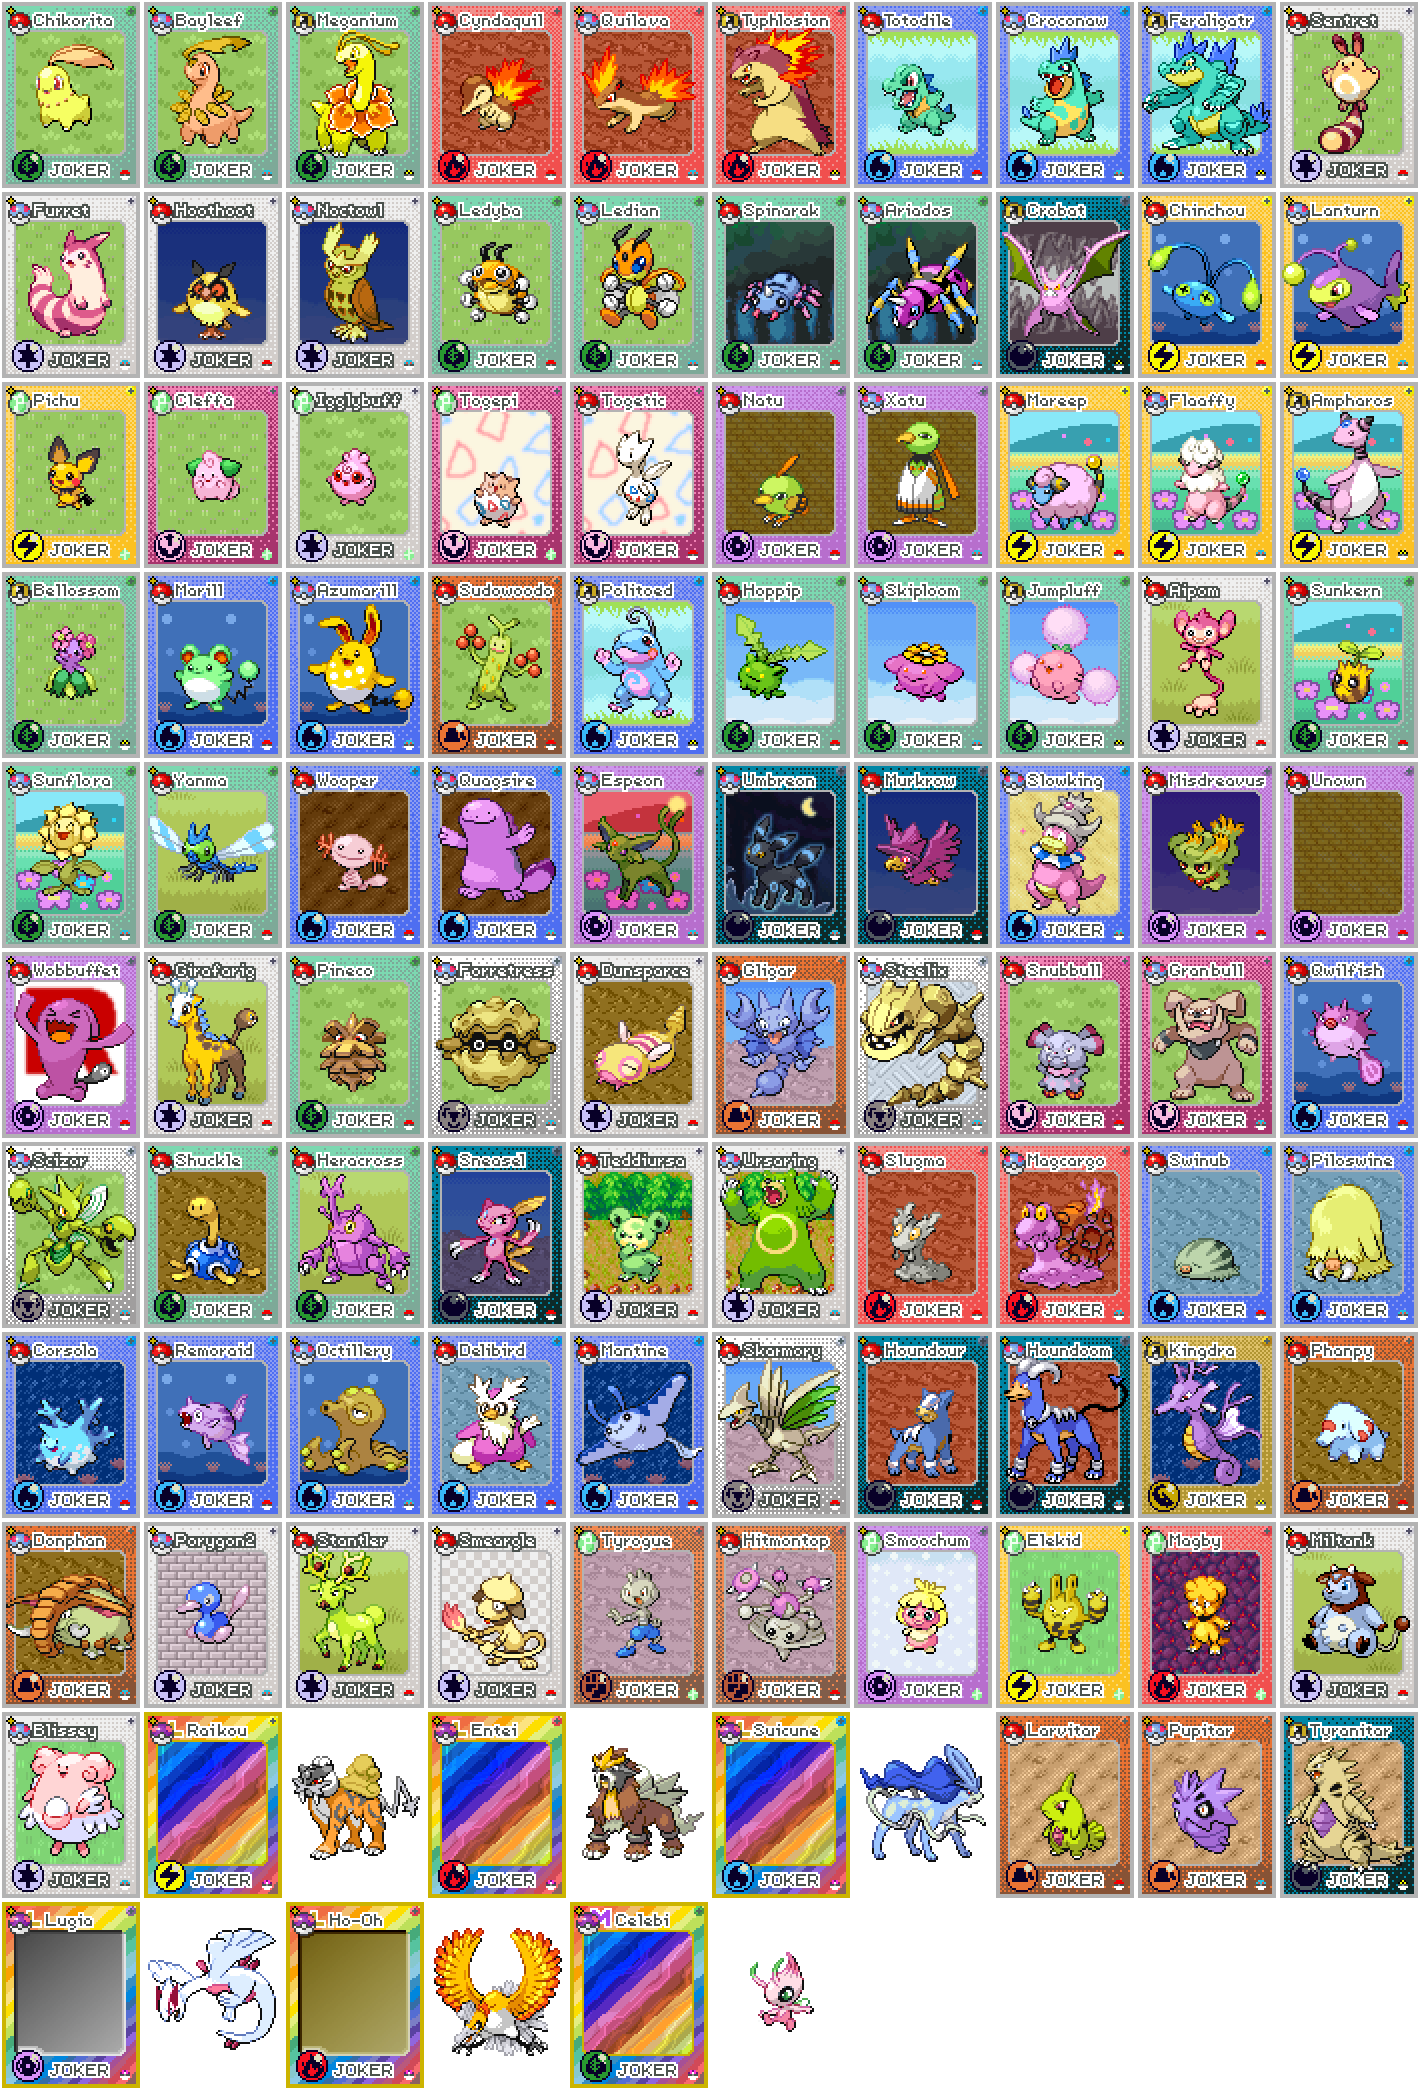 Chikorita Bayleef Meganium Cyndaquil Quilava Typhlosion Totodile Croconaw Feraligatr Sentret
JOKER JOKER JOKER JOKER JOKER JOKER JOKER JOKER JOKER JOKER
Furret Hoothoot Noctowl Ledyba Ledian Spinarak Ariados Crobat Chinchou Lanturn
JOKER JOKER JOKER JOKER JOKER JOKER JOKER JOKER JOKER JOKER
Pichu Cleffa Igglybuff Togepi Togetic Natu Xatu Mareep Flaaffy Ampharos
JOKER JOKER JOKER JOKER JOKER JOKER JOKER JOKER JOKER JOKER
Bellossom Marill Azumarill Sudowoodo Politoed Hoppip Skiploom Jumpluff Aipom Sunkern
JOKER JOKER JOKER JOKER JOKER JOKER JOKER JOKER JOKER JOKER
Sunflora Yanma Wooper Quagsire Espeon Umbreon Murkrow Slowking Misdreavus Unown
JOKER JOKER JOKER JOKER JOKER JOKER JOKER JOKER JOKER JOKER
Wobbuffet Girafarig Pineco Forretress Dunsparce Gligar Steelix Snubbull Granbull Qwilfish
JOKER JOKER JOKER JOKER JOKER JOKER JOKER JOKER JOKER JOKER
Scizor Shuckle Heracross Sneasel Teddiursa Ursaring Slugma Magcargo Swinub Piloswine
JOKER JOKER JOKER JOKER JOKER JOKER JOKER JOKER JOKER JOKER
Corsola Remoraid Octillery Delibird Mantine Skarmory Houndour Houndoom Kingdra Phanpy
JOKER JOKER JOKER JOKER JOKER JOKER JOKER JOKER JOKER JOKER
Donphan Porygon2 Stantler Smeargle Tyrogue Hitmontop Smoochum Elekid Magby Miltank
JOKER JOKER JOKER JOKER JOKER JOKER JOKER JOKER JOKER JOKER
Blissey L Raikou L Entei L Suicune Larvitar Pupitar Tyranitar
JOKER JOKER JOKER JOKER JOKER JOKER JOKER
L Lugia L Ho-Oh M Celebi
JOKER JOKER JOKER